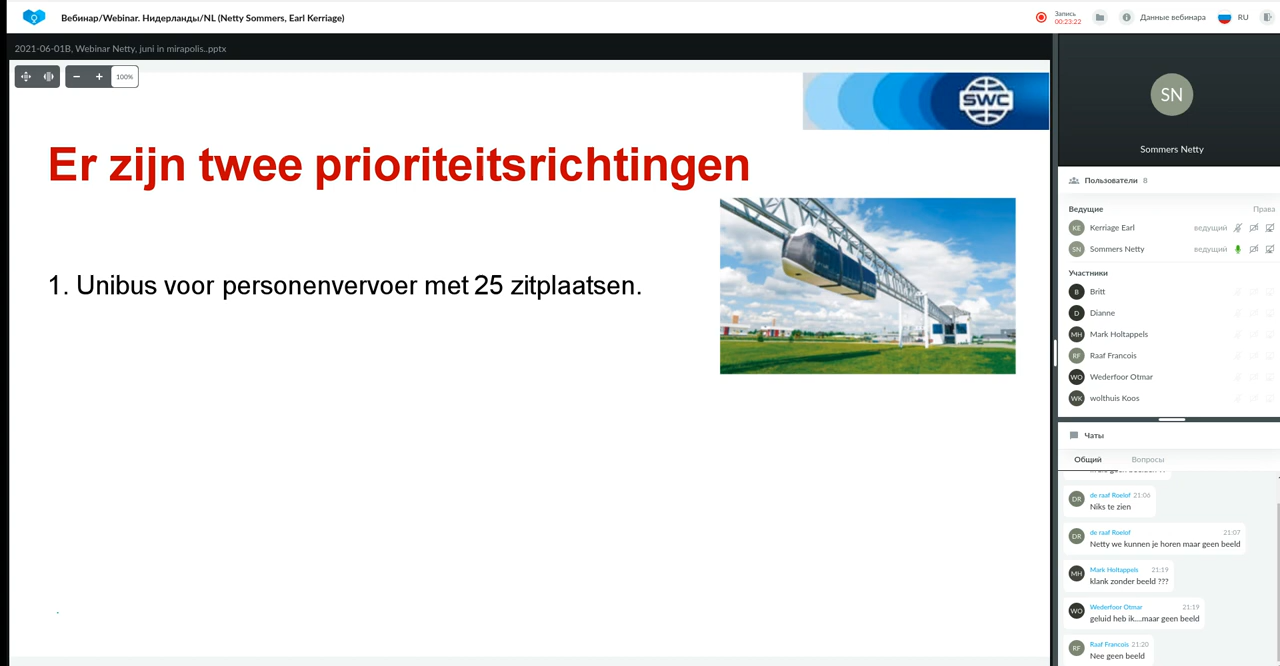 Вебинар/Webinar. Нидерланды/NL (Netty Sommers, Earl Kerriage)
Запись
00:23:22
Данные вебинара
RU
2021-06-01B, Webinar Netty, juni in mirapolis..pptx
100%
SWC
Er zijn twee prioriteitsrichtingen
1. Unibus voor personenvervoer met 25 zitplaatsen.
SN
Sommers Netty
Пользователи 8
Ведущие Права
KE Kerriage Earl ведущий
SN Sommers Netty ведущий
Участники
B Britt
D Dianne
MH Mark Holtappels
RF Raaf Francois
WO Wederfoor Otmar
WK wolthuis Koos
Чаты
Общий Вопросы
DR de raaf Roelof 21:06
Niks te zien
DR de raaf Roelof 21:07
Netty we kunnen je horen maar geen beeld
MH Mark Holtappels 21:19
klank zonder beeld ???
WO Wederfoor Otmar 21:19
geluid heb ik....maar geen beeld
RF Raaf Francois 21:20
Nee geen beeld